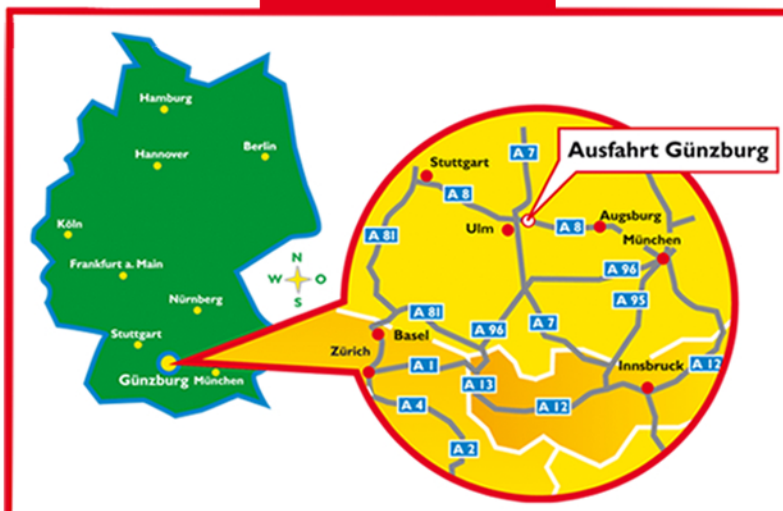 Hamburg
Berlin
Hannover
Köln
Frankfurt a. Main
Nürnberg
Stuttgart
Günzburg
München
N
W
O
S
Ausfahrt Günzburg
A 7
Stuttgart
A 8
Augsburg
Ulm
A 8
A 81
München
A 96
A 95
A 81
A 96
A 7
Basel
Zürich
A 1
A 13
Innsbruck
A 12
A 4
A 12
A 2